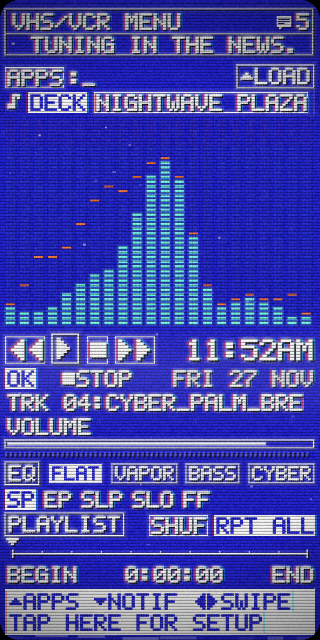 VHS/VCR MENU 5
TUNING IN THE NEWS.
APPS:_ LOAD
DECK NIGHTWAVE PLAZA
11:52AM
OK STOP FRI 27 NOV
TRK 04:CYBER_PALM_BRE
VOLUME
EQ FLAT VAPOR BASS CYBER
SP EP SLP SLO FF
PLAYLIST SHUF RPT ALL
BEGIN 0:00:00 END
APPS NOTIF SWIPE
TAP HERE FOR SETUP